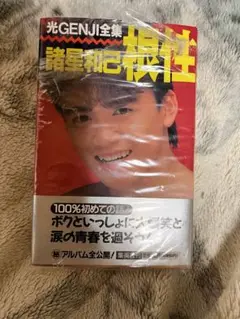 光GENJI全集
諸星和己
根性
100%初めての
ボクといっしょに大爆笑と
涙の青春を過そう
㊙アルバム全公開!